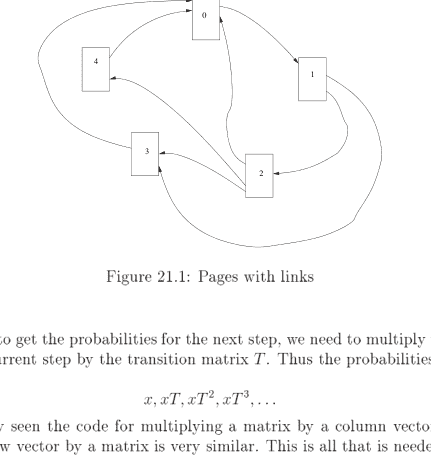 0
4
1
3
2
Figure 21.1: Pages with links
to get the probabilities for the next step, we need to multiply
urrent step by the transition matrix T. Thus the probabilities
x, xT, xT², xT³, . . .
y seen the code for multiplying a matrix by a column vecto
w vector by a matrix is very similar. This is all that is neede